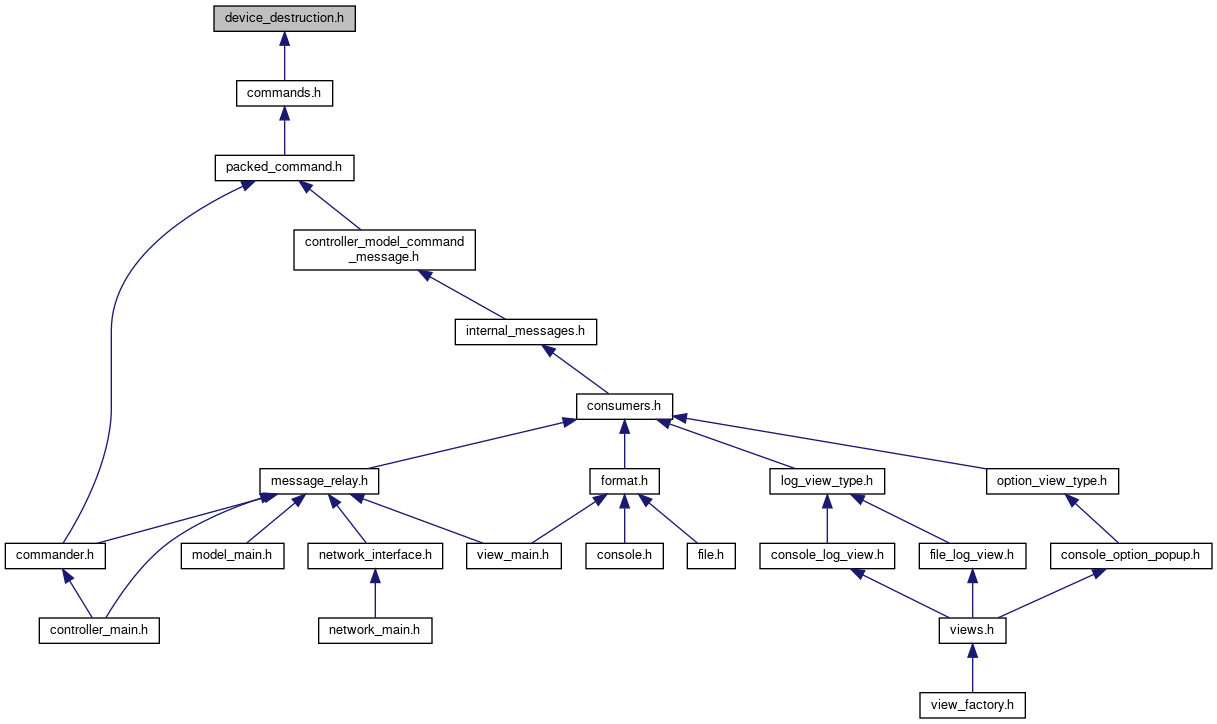 device_destruction.h
commands.h
packed_command.h
controller_model_command
_message.h
internal_messages.h
consumers.h
message_relay.h
format.h
log_view_type.h
option_view_type.h
commander.h
model_main.h
network_interface.h
view_main.h
console.h
file.h
console_log_view.h
file_log_view.h
console_option_popup.h
controller_main.h
network_main.h
views.h
view_factory.h